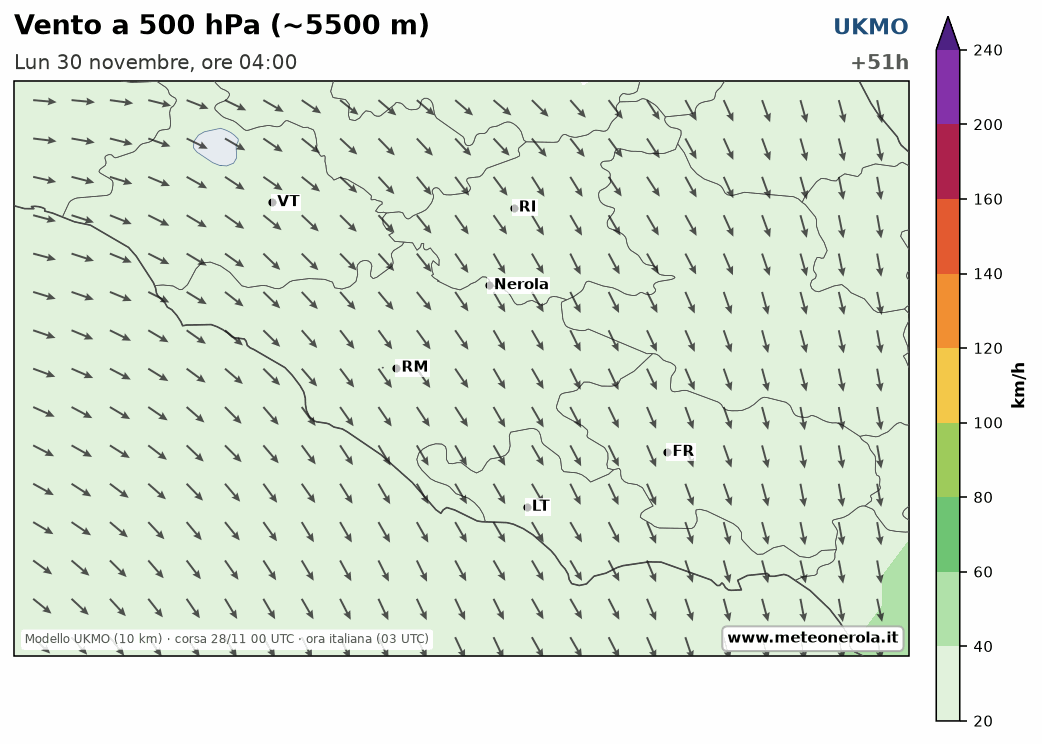 Vento a 500 hPa (~5500 m)
UKMO
Lun 30 novembre, ore 04:00
+51h
240
200
160
140
120
100
80
60
40
20
km/h
VT
RI
Nerola
RM
FR
LT
Modello UKMO (10 km) · corsa 28/11 00 UTC · ora italiana (03 UTC)
www.meteonerola.it